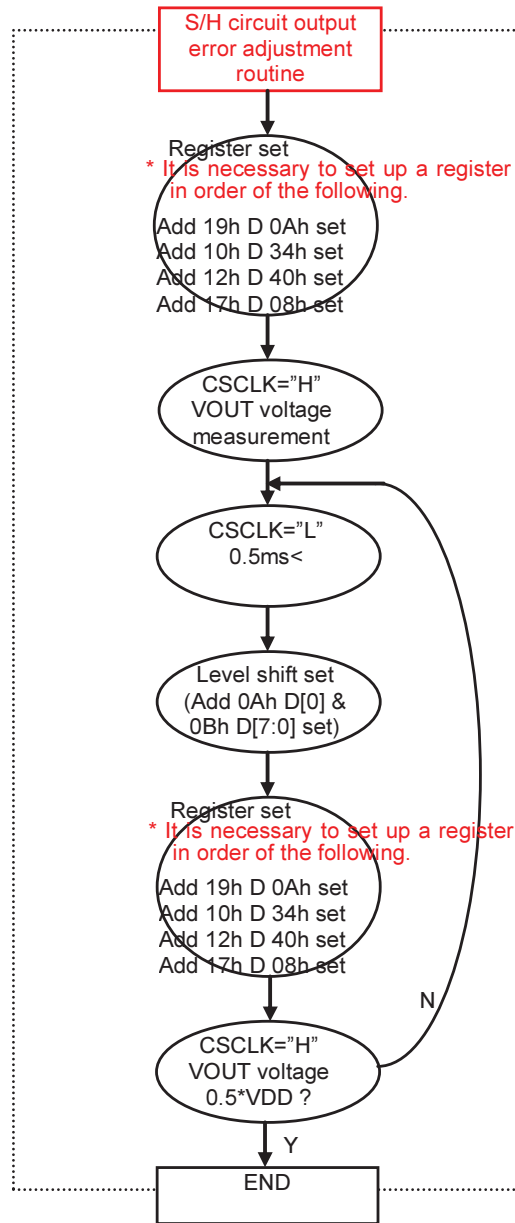 S/H circuit output
error adjustment
routine
Register set
* It is necessary to set up a register
in order of the following.
Add 19h D 0Ah set
Add 10h D 34h set
Add 12h D 40h set
Add 17h D 08h set
CSCLK=”H”
VOUT voltage
measurement
CSCLK=”L”
0.5ms<
Level shift set
(Add 0Ah D[0] &
0Bh D[7:0] set)
Register set
* It is necessary to set up a register
in order of the following.
Add 19h D 0Ah set
Add 10h D 34h set
Add 12h D 40h set
Add 17h D 08h set
N
CSCLK=”H”
VOUT voltage
0.5*VDD ?
Y
END